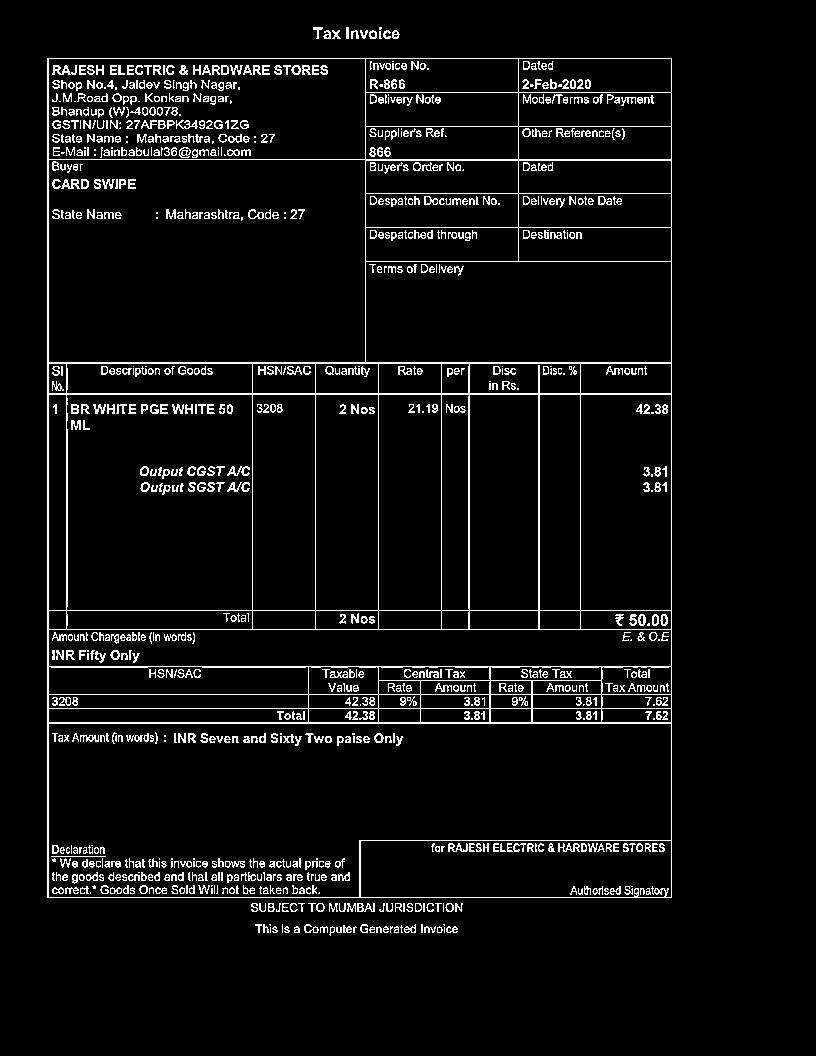 Tax Invoice
RAJESH ELECTRIC & HARDWARE STORES
Shop No.4, Jaidev Singh Nagar,
J.M.Road Opp. Konkan Nagar,
Bhandup (W)-400078.
GSTIN/UIN: 27AFBPK3492G1ZG
State Name : Maharashtra, Code : 27
E-Mail : jainbabulal36@gmail.com
Invoice No. Dated
R-866 2-Feb-2020
Delivery Note Mode/Terms of Payment
Supplier's Ref. Other Reference(s)
866
Buyer
CARD SWIPE
State Name : Maharashtra, Code : 27
Buyer's Order No. Dated
Despatch Document No. Delivery Note Date
Despatched through Destination
Terms of Delivery
Sl No. Description of Goods HSN/SAC Quantity Rate per Disc in Rs. Disc. % Amount
1 BR WHITE PGE WHITE 50 3208 2 Nos 21.19 Nos 42.38
ML
Output CGST A/C 3.81
Output SGST A/C 3.81
Total 2 Nos ₹ 50.00
Amount Chargeable (in words) E. & O.E
INR Fifty Only
HSN/SAC Taxable Value Central Tax State Tax Total Tax Amount
Rate Amount Rate Amount
3208 42.38 9% 3.81 9% 3.81 7.62
Total 42.38 3.81 3.81 7.62
Tax Amount (in words) : INR Seven and Sixty Two paise Only
Declaration
* We declare that this invoice shows the actual price of
the goods described and that all particulars are true and
correct.* Goods Once Sold Will not be taken back.
for RAJESH ELECTRIC & HARDWARE STORES
Authorised Signatory
SUBJECT TO MUMBAI JURISDICTION
This is a Computer Generated Invoice